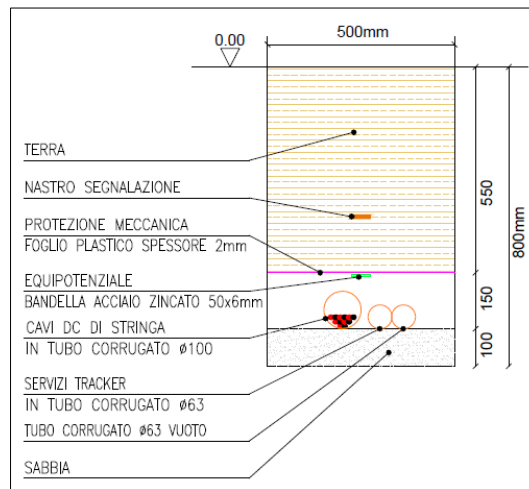 500mm
0.00
TERRA
NASTRO SEGNALAZIONE
PROTEZIONE MECCANICA
FOGLIO PLASTICO SPESSORE 2mm
EQUIPOTENZIALE
BANDELLA ACCIAIO ZINCATO 50x6mm
CAVI DC DI STRINGA
IN TUBO CORRUGATO Ø100
SERVIZI TRACKER
IN TUBO CORRUGATO Ø63
TUBO CORRUGATO Ø63 VUOTO
SABBIA
550
150
100
800mm